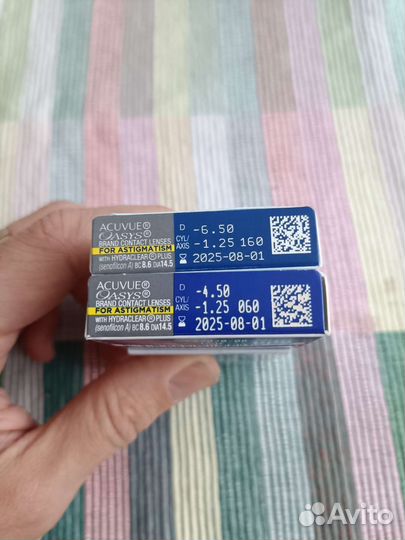 ACUVUE®
OASYS®
BRAND CONTACT LENSES
FOR ASTIGMATISM
WITH HYDRACLEAR® PLUS
(senofilcon A) BC 8.6 DIA 14.5
D -6.50
CYL/AXIS -1.25 160
2025-08-01
ACUVUE®
OASYS®
BRAND CONTACT LENSES
FOR ASTIGMATISM
WITH HYDRACLEAR® PLUS
(senofilcon A) BC 8.6 DIA 14.5
D -4.50
CYL/AXIS -1.25 060
2025-08-01
Avito